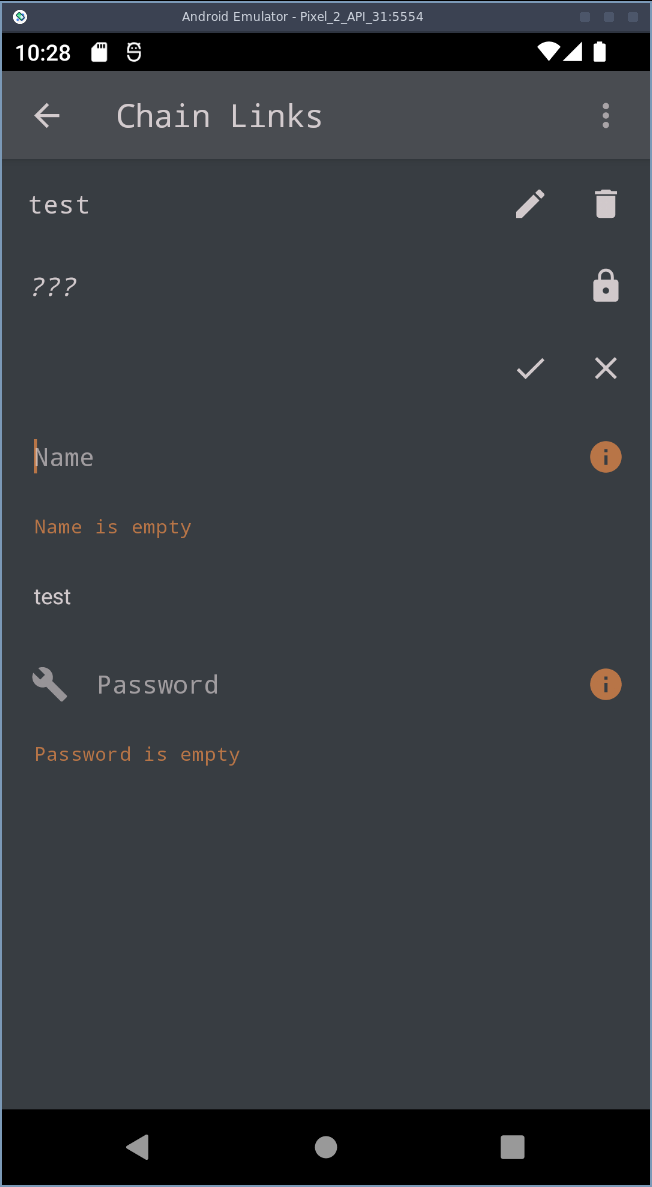 Android Emulator - Pixel_2_API_31:5554
10:28
Chain Links
test
???
Name
Name is empty
test
Password
Password is empty